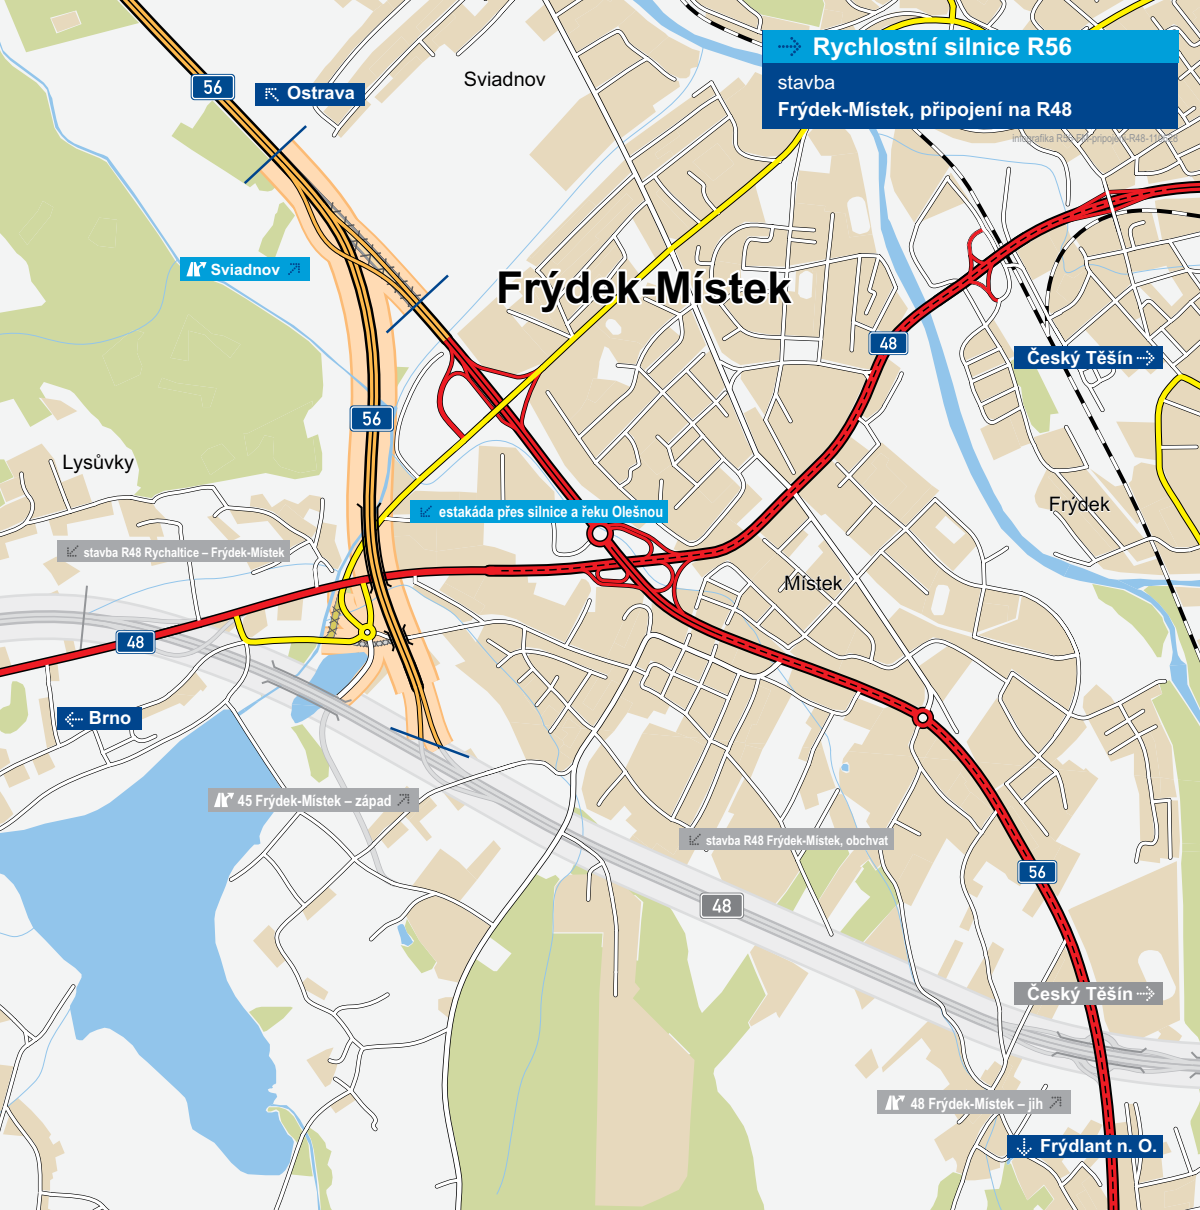 Rychlostní silnice R56
stavba
Frýdek-Místek, připojení na R48
Sviadnov
56
Ostrava
Sviadnov
Frýdek-Místek
48
Český Těšín
56
Lysůvky
Frýdek
estakáda přes silnice a řeku Olešnou
stavba R48 Rychaltice – Frýdek-Místek
Místek
48
Brno
45 Frýdek-Místek – západ
stavba R48 Frýdek-Místek, obchvat
56
48
Český Těšín
48 Frýdek-Místek – jih
Frýdlant n. O.